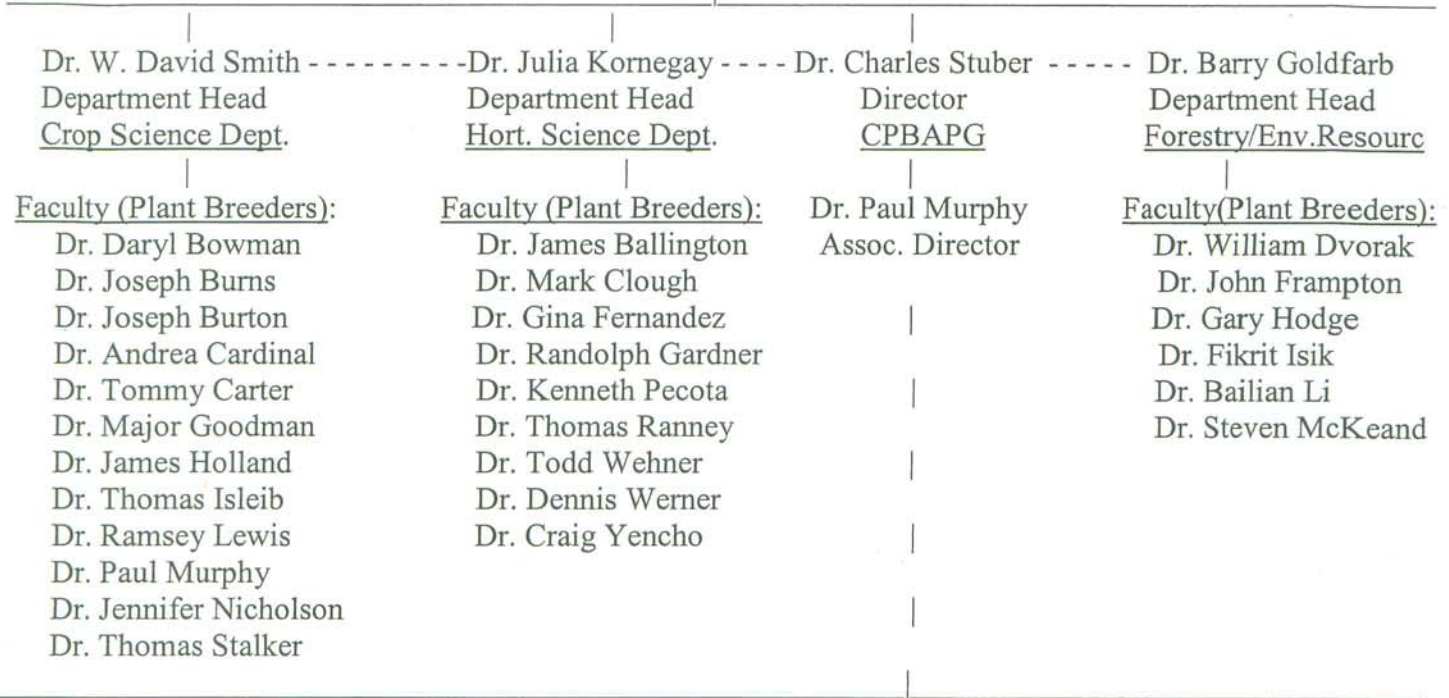 Dr. W. David Smith - - - - - - - - -Dr. Julia Kornegay - - - - Dr. Charles Stuber - - - - - Dr. Barry Goldfarb
Department Head Department Head Director Department Head
Crop Science Dept. Hort. Science Dept. CPBAPG Forestry/Env.Resourc
Faculty (Plant Breeders): Faculty (Plant Breeders): Dr. Paul Murphy Faculty(Plant Breeders):
Dr. Daryl Bowman Dr. James Ballington Assoc. Director Dr. William Dvorak
Dr. Joseph Burns Dr. Mark Clough Dr. John Frampton
Dr. Joseph Burton Dr. Gina Fernandez Dr. Gary Hodge
Dr. Andrea Cardinal Dr. Randolph Gardner Dr. Fikrit Isik
Dr. Tommy Carter Dr. Kenneth Pecota Dr. Bailian Li
Dr. Major Goodman Dr. Thomas Ranney Dr. Steven McKeand
Dr. James Holland Dr. Todd Wehner
Dr. Thomas Isleib Dr. Dennis Werner
Dr. Ramsey Lewis Dr. Craig Yencho
Dr. Paul Murphy
Dr. Jennifer Nicholson
Dr. Thomas Stalker